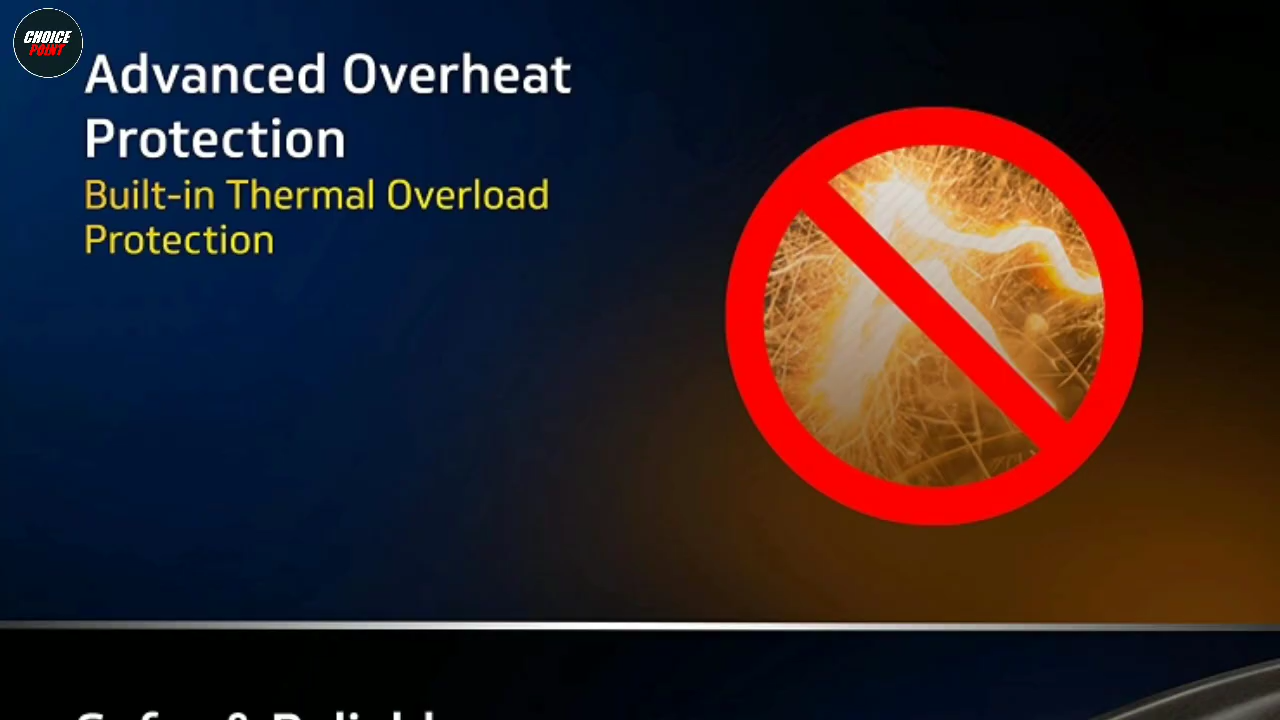 CHOICE
POINT
Advanced Overheat
Protection
Built-in Thermal Overload
Protection